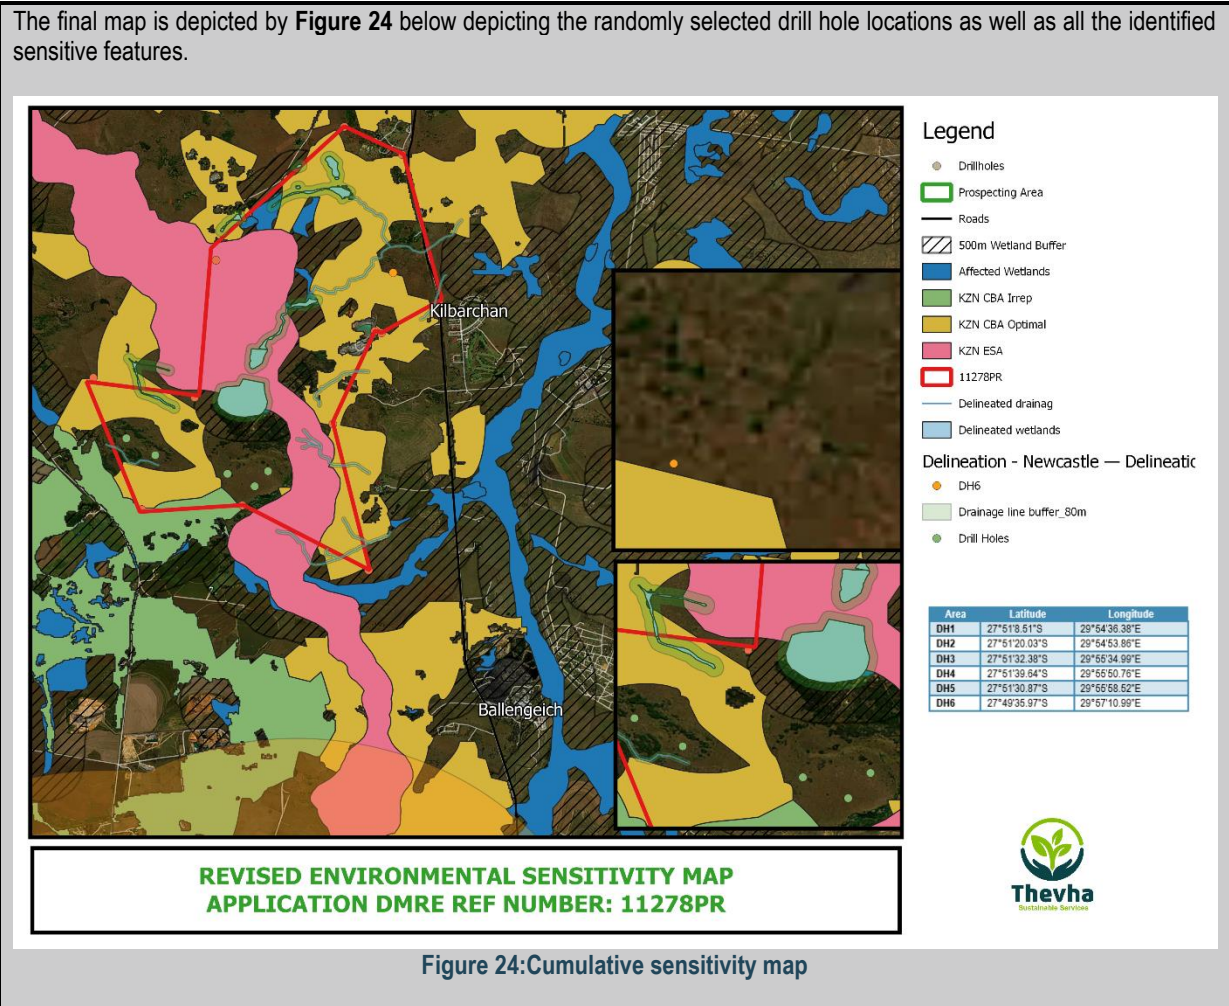 The final map is depicted by Figure 24 below depicting the randomly selected drill hole locations as well as all the identified
sensitive features.
Kilbarchan
Ballengeich
Legend
Drillholes
Prospecting Area
Roads
500m Wetland Buffer
Affected Wetlands
KZN CBA Irrep
KZN CBA Optimal
KZN ESA
11278PR
Delineated drainag
Delineated wetlands
Delineation - Newcastle — Delineatic
DH6
Drainage line buffer_80m
Drill Holes
Area Latitude Longitude
DH1 27°51'8.51"S 29°54'36.38"E
DH2 27°51'20.03"S 29°54'53.86"E
DH3 27°51'32.38"S 29°55'34.99"E
DH4 27°51'39.64"S 29°55'50.76"E
DH5 27°51'30.87"S 29°55'58.52"E
DH6 27°49'35.97"S 29°57'10.99"E
REVISED ENVIRONMENTAL SENSITIVITY MAP
APPLICATION DMRE REF NUMBER: 11278PR
Thevha
Sustainable Services
Figure 24:Cumulative sensitivity map